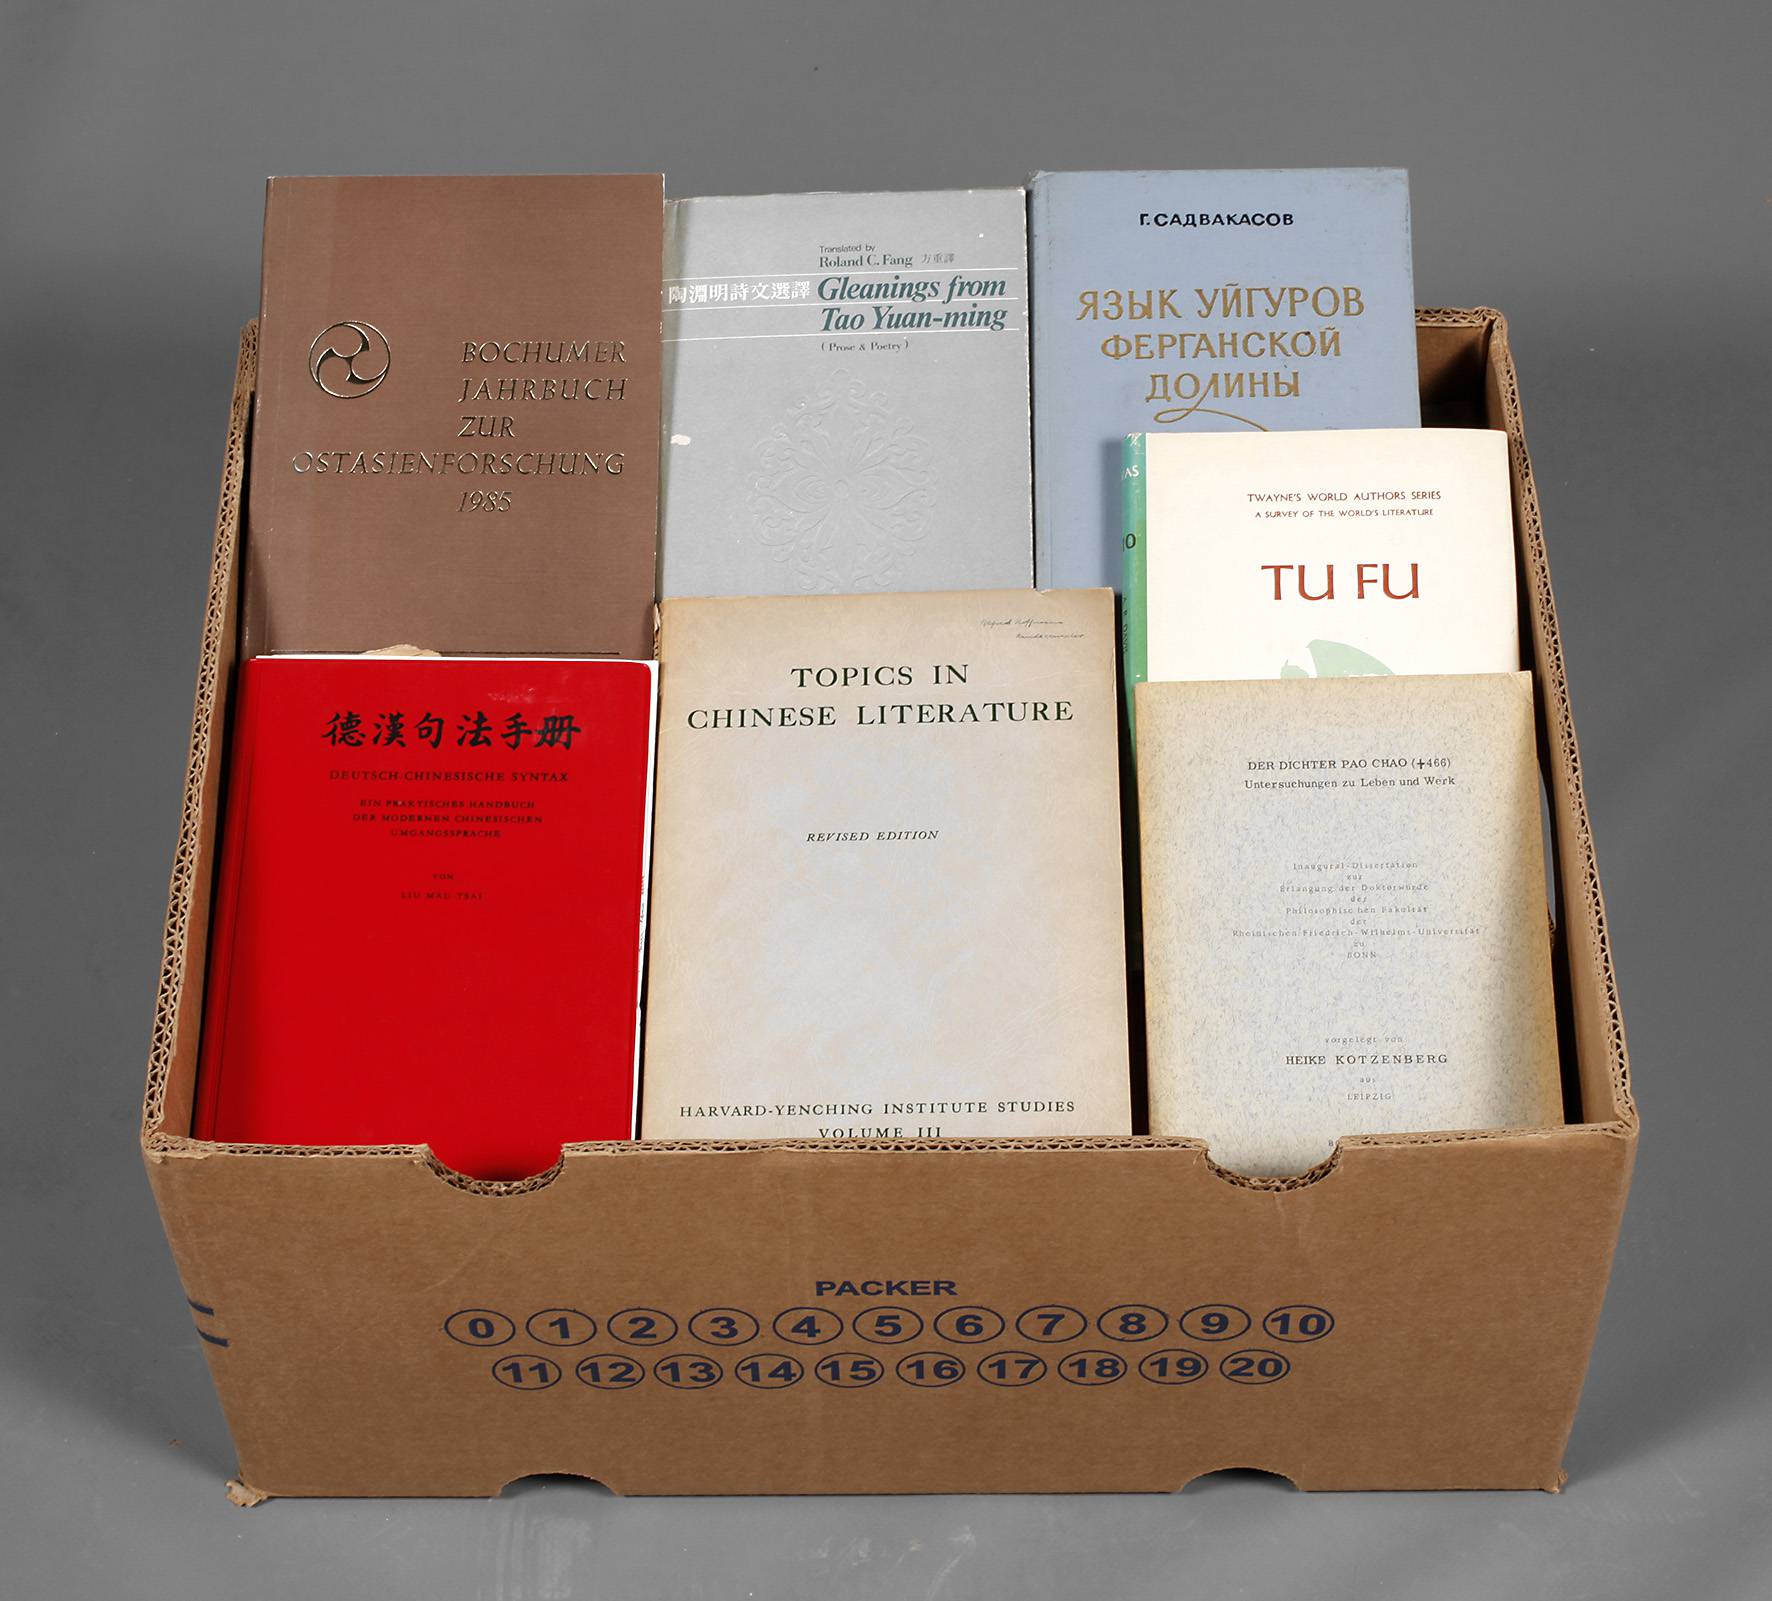 BOCHUMER
JAHRBUCH
ZUR
OSTASIENFORSCHUNG
1985
Translated by
Roland C. Fang 方重譯
陶淵明詩文選譯 Gleanings from
Tao Yuan-ming
(Prose & Poetry)
Г. САДВАКАСОВ
ЯЗЫК УЙГУРОВ
ФЕРГАНСКОЙ
ДОЛИНЫ
TWAYNE'S WORLD AUTHORS SERIES
A SURVEY OF THE WORLD'S LITERATURE
TU FU
德漢句法手册
DEUTSCH-CHINESISCHE SYNTAX
EIN PRAKTISCHES HANDBUCH
DER MODERNEN CHINESISCHEN
UMGANGSSPRACHE
VON
LIU MAU-TSAI
TOPICS IN
CHINESE LITERATURE
REVISED EDITION
HARVARD-YENCHING INSTITUTE STUDIES
VOLUME III
DER DICHTER PAO CHAO (+466)
Untersuchungen zu Leben und Werk
Inaugural-Dissertation
zur
Erlangung der Doktorwürde
der
Philosophischen Fakultät
der
Rheinischen Friedrich-Wilhelms-Universität
zu
BONN
vorgelegt von
HEIKE KOTZENBERG
aus
LEIPZIG
PACKER
0 1 2 3 4 5 6 7 8 9 10
11 12 13 14 15 16 17 18 19 20